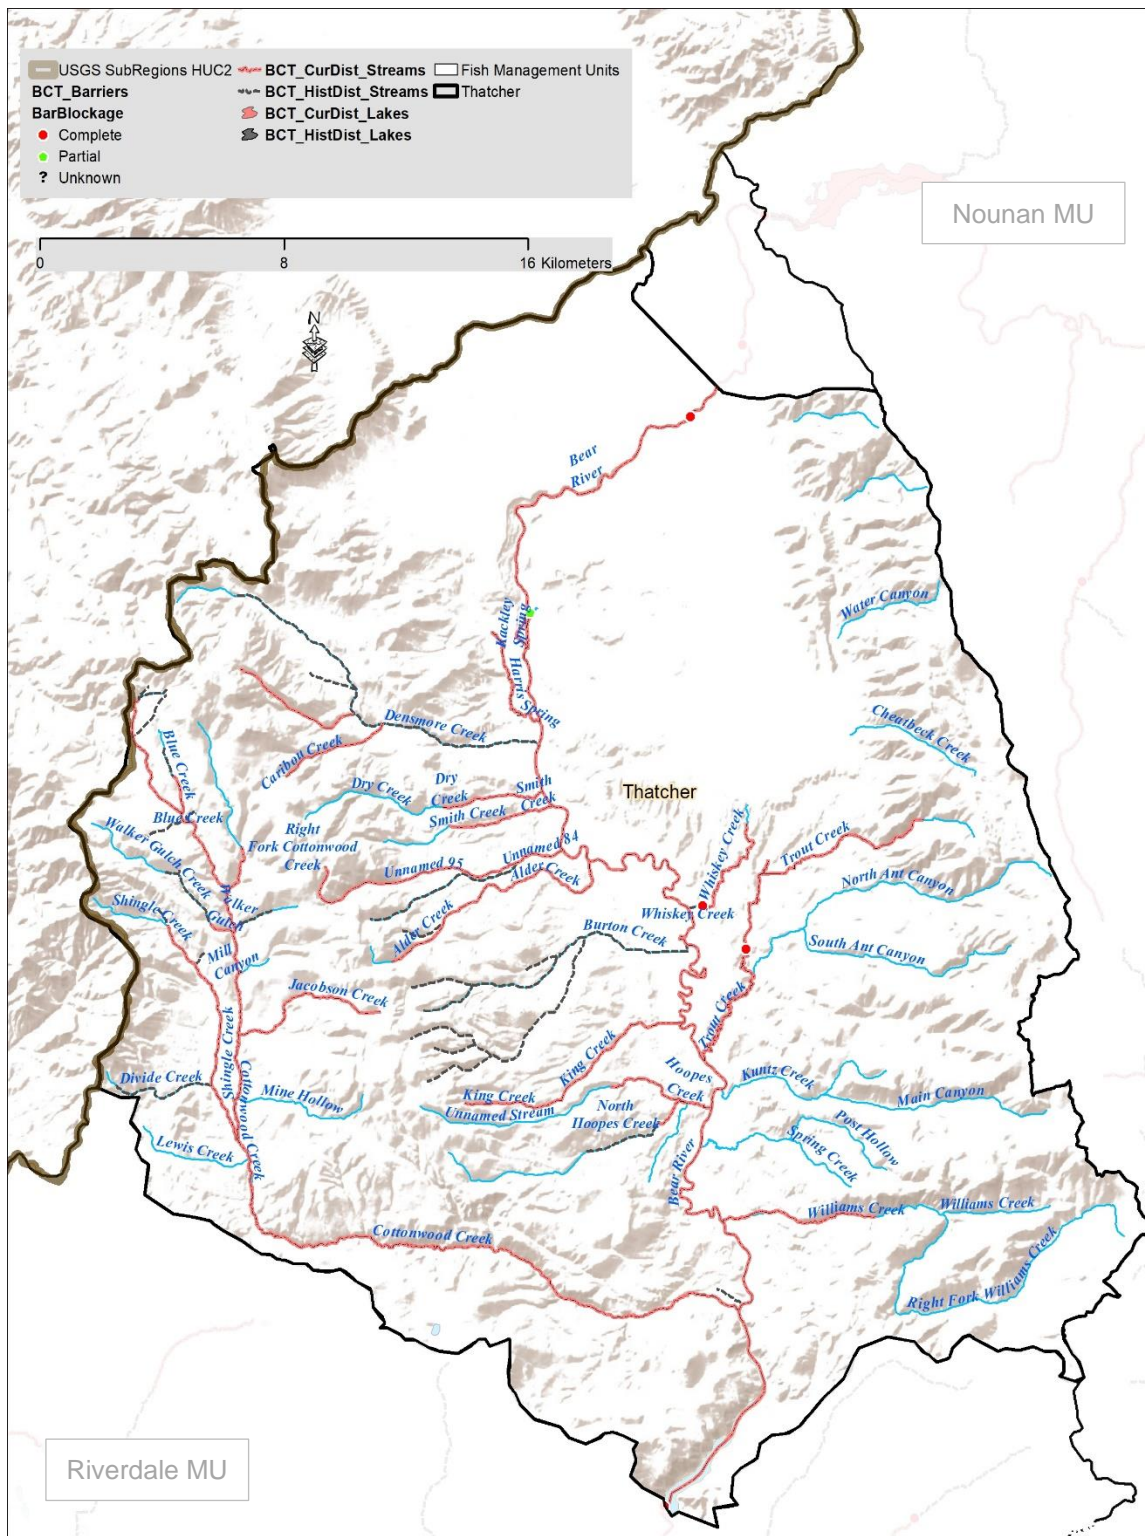 USGS SubRegions HUC2
BCT_Barriers
BarBlockage
Complete
Partial
? Unknown
BCT_CurDist_Streams
BCT_HistDist_Streams
BCT_CurDist_Lakes
BCT_HistDist_Lakes
Fish Management Units
Thatcher
0
8
16 Kilometers
N
Nounan MU
Bear
River
Water Canyon
Kackley
Spring
Harris Spring
Densmore Creek
Caribou Creek
Cheatbeck Creek
Blue Creek
Blue Creek
Dry Creek
Dry
Creek
Smith
Creek
Smith Creek
Thatcher
Right
Fork Cottonwood
Creek
Walker Gulch Creek
Walker
Gulch
Unnamed 95
Unnamed 84
Alder Creek
Alder Creek
Whiskey Creek
Whiskey Creek
Trout Creek
North Ant Canyon
South Ant Canyon
Shingle Creek
Mill
Canyon
Burton Creek
Jacobson Creek
Trout Creek
King Creek
King Creek
Shingle Creek
Cottonwood Creek
Divide Creek
Mine Hollow
Lewis Creek
Unnamed Stream
North
Hoopes Creek
Hoopes
Creek
Kuntz Creek
Main Canyon
Post Hollow
Spring Creek
Bear River
Williams Creek
Williams Creek
Right Fork Williams Creek
Cottonwood Creek
Riverdale MU